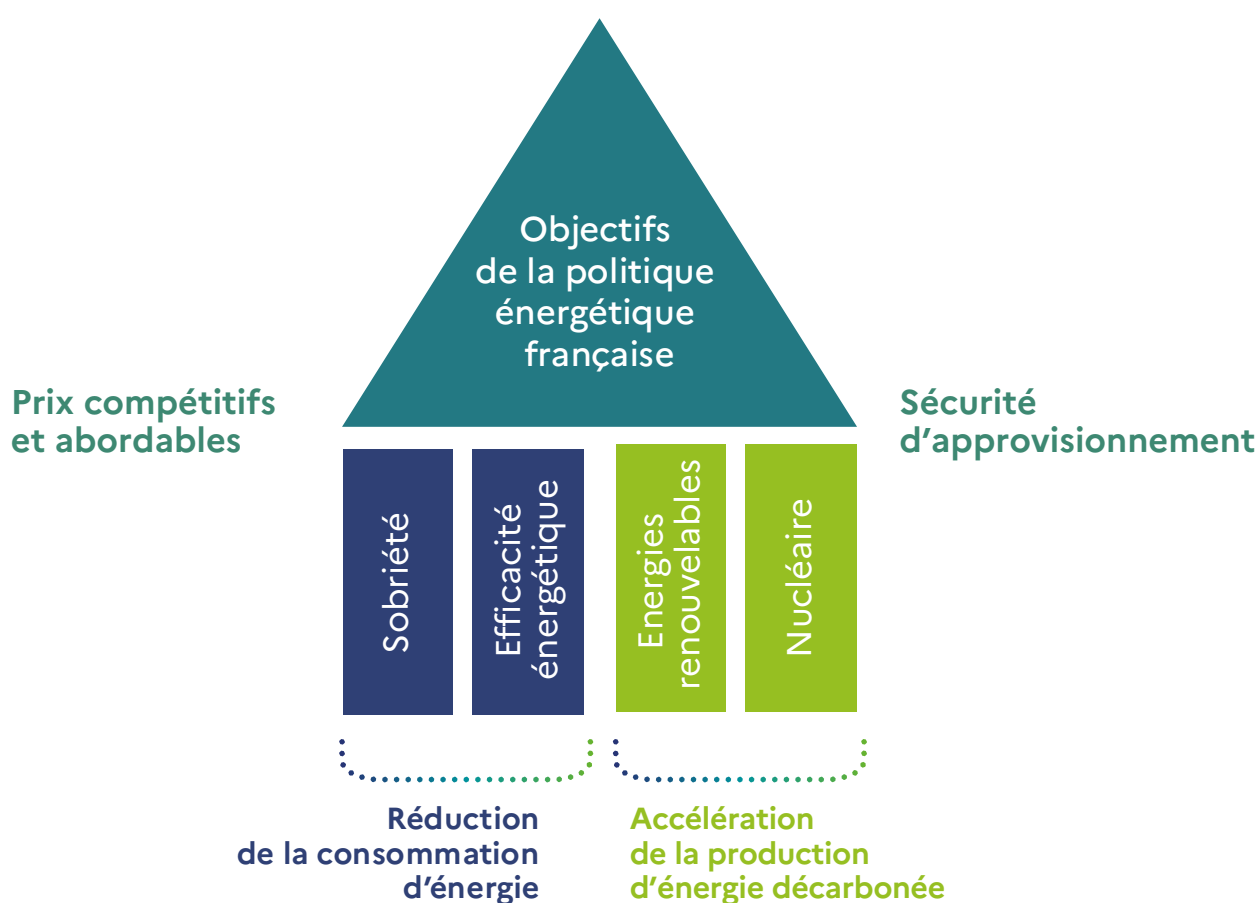 Objectifs
de la politique
énergétique
française
Prix compétitifs
et abordables
Sécurité
d'approvisionnement
Sobriété
Efficacité
énergétique
Energies
renouvelables
Nucléaire
Réduction
de la consommation
d'énergie
Accélération
de la production
d'énergie décarbonée